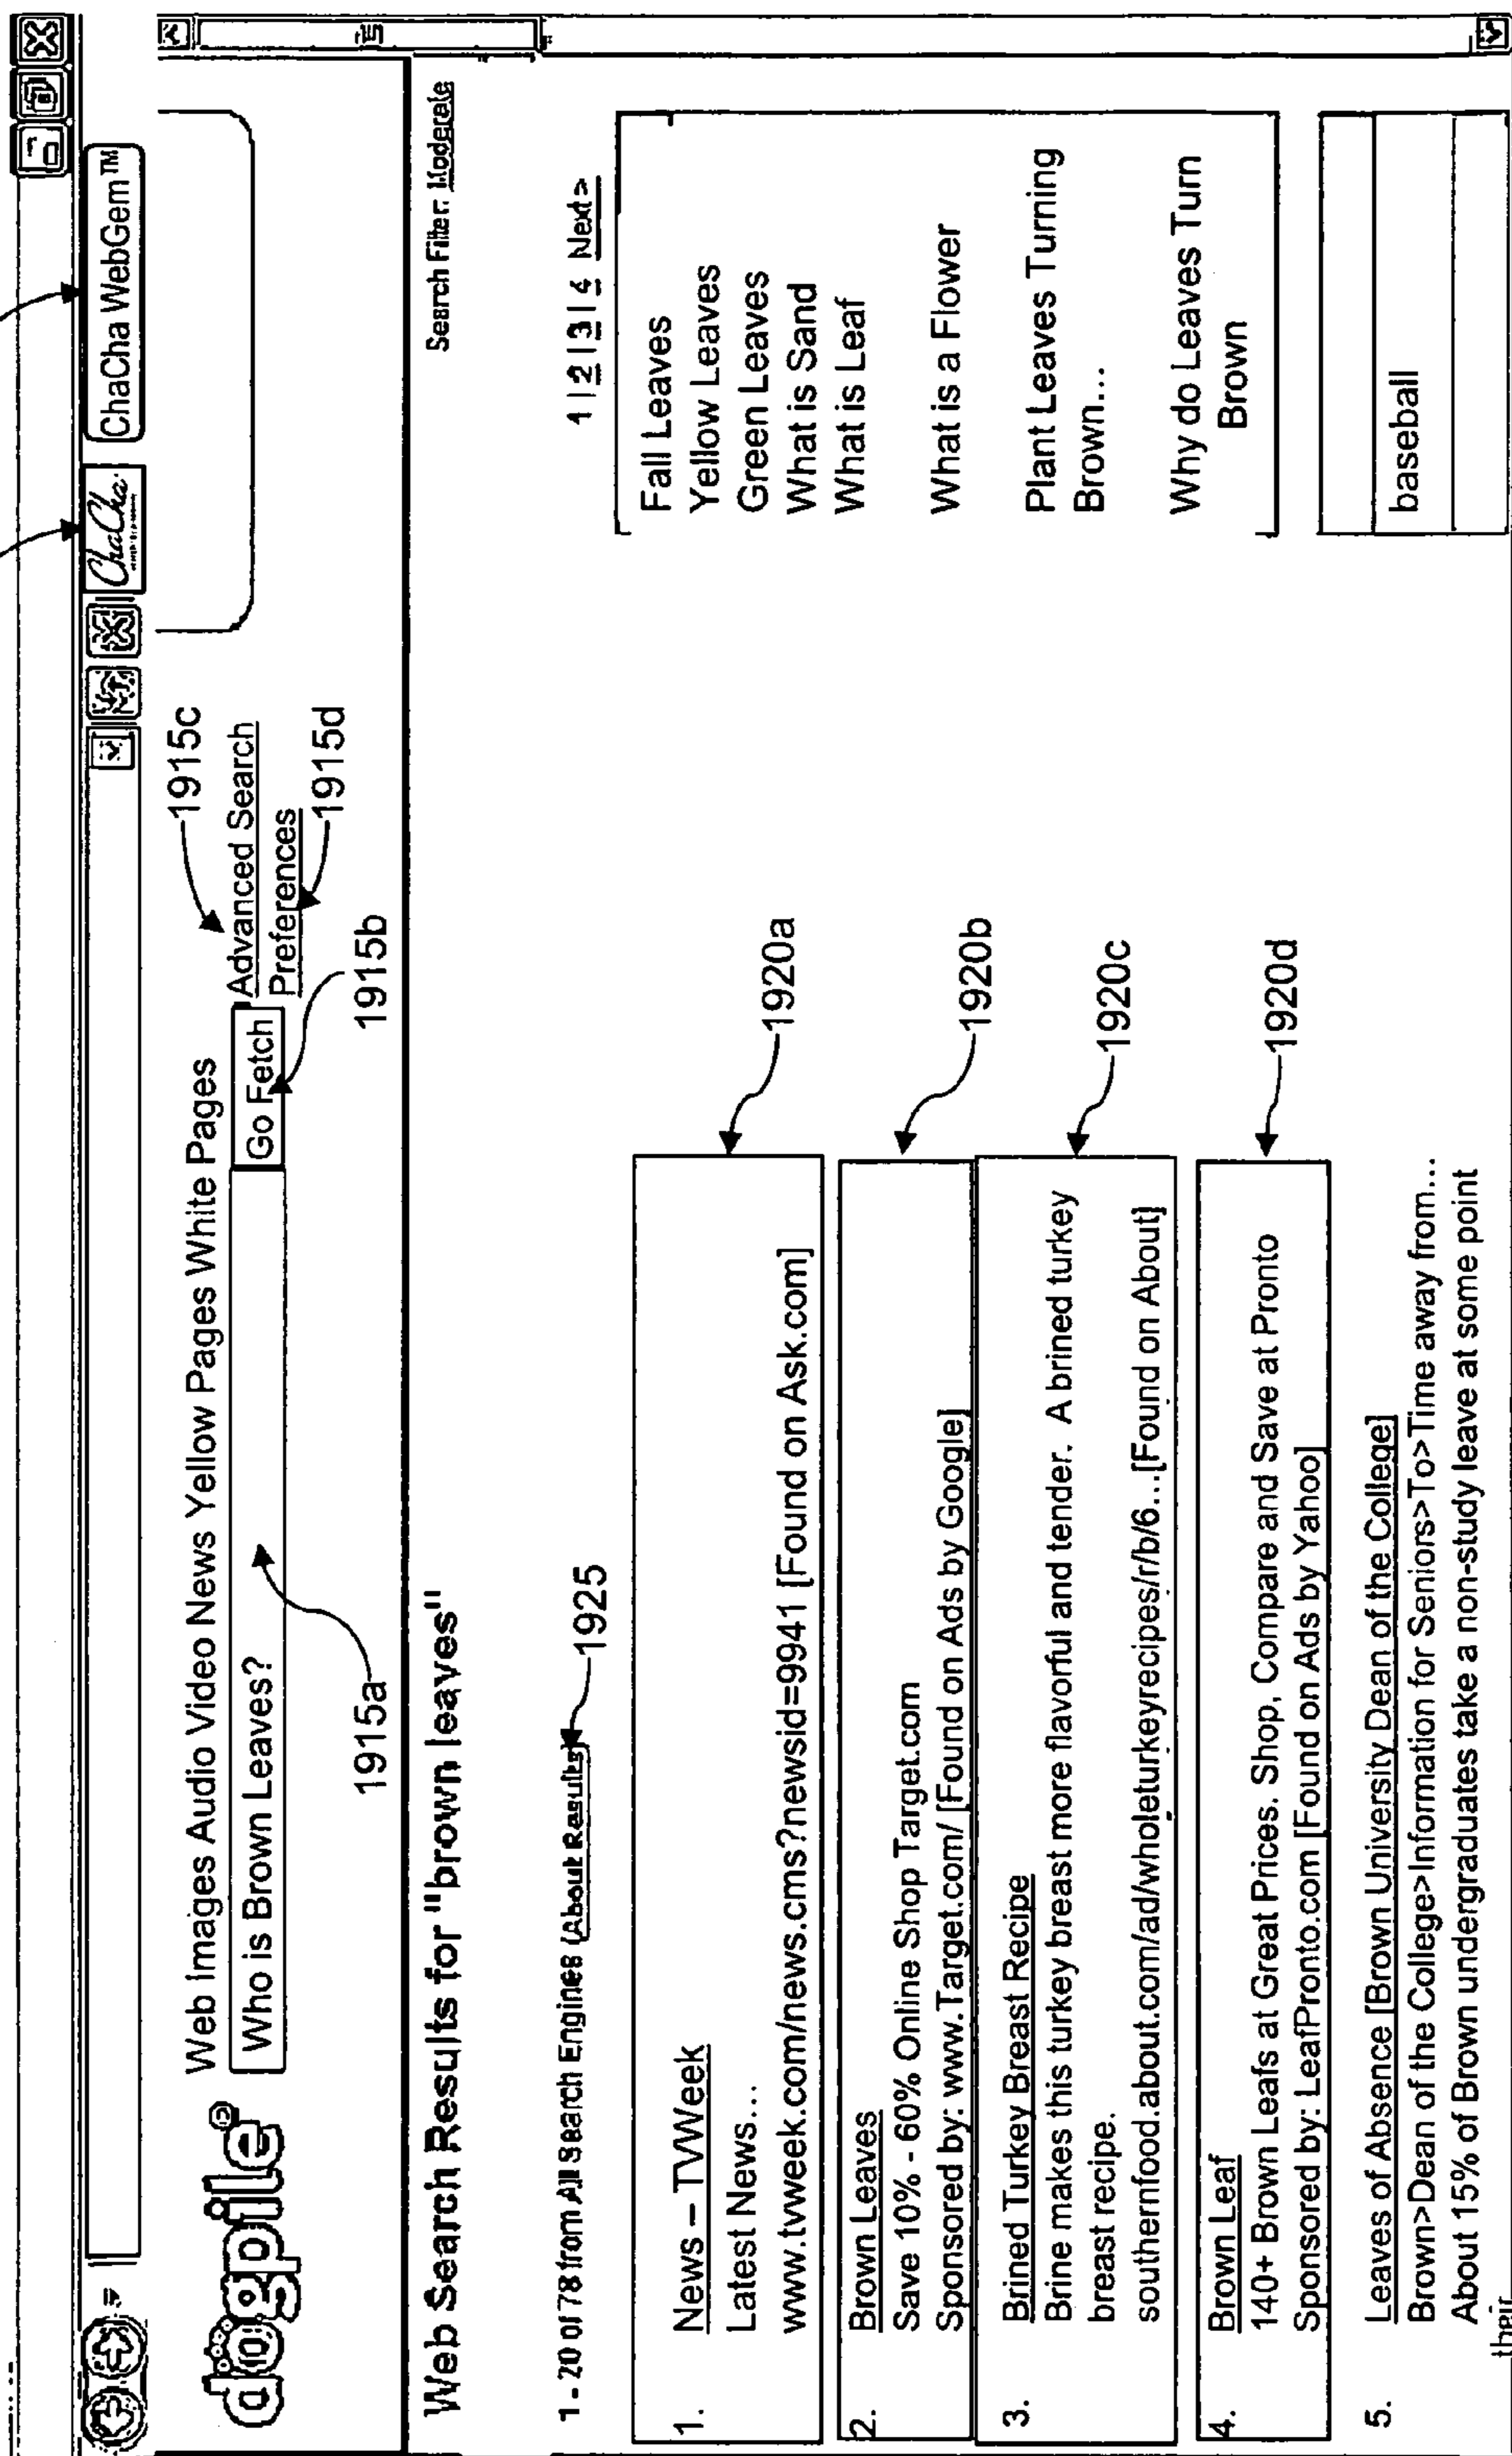 ChaCha
ChaCha WebGem™
dogpile®
Web Images Audio Video News Yellow Pages White Pages
Who is Brown Leaves?
Go Fetch
Advanced Search
Preferences
1915c
1915d
1915b
1915a
Web Search Results for "brown leaves"
Search Filter: Moderate
1 - 20 of 78 from All Search Engines (About Results)
1925
1 | 2 | 3 | 4 Next >
1.
News – TVWeek
Latest News...
www.tvweek.com/news.cms?newsid=9941 [Found on Ask.com]
1920a
2.
Brown Leaves
Save 10% - 60% Online Shop Target.com
Sponsored by: www.Target.com/ [Found on Ads by Google]
1920b
3.
Brined Turkey Breast Recipe
Brine makes this turkey breast more flavorful and tender. A brined turkey
breast recipe.
southernfood.about.com/ad/wholeturkeyrecipes/r/b/6...[Found on About]
1920c
4.
Brown Leaf
140+ Brown Leafs at Great Prices. Shop, Compare and Save at Pronto
Sponsored by: LeafPronto.com [Found on Ads by Yahoo]
1920d
5.
Leaves of Absence [Brown University Dean of the College]
Brown>Dean of the College>Information for Seniors>To>Time away from...
About 15% of Brown undergraduates take a non-study leave at some point
their
Fall Leaves
Yellow Leaves
Green Leaves
What is Sand
What is Leaf
What is a Flower
Plant Leaves Turning
Brown...
Why do Leaves Turn
Brown
baseball